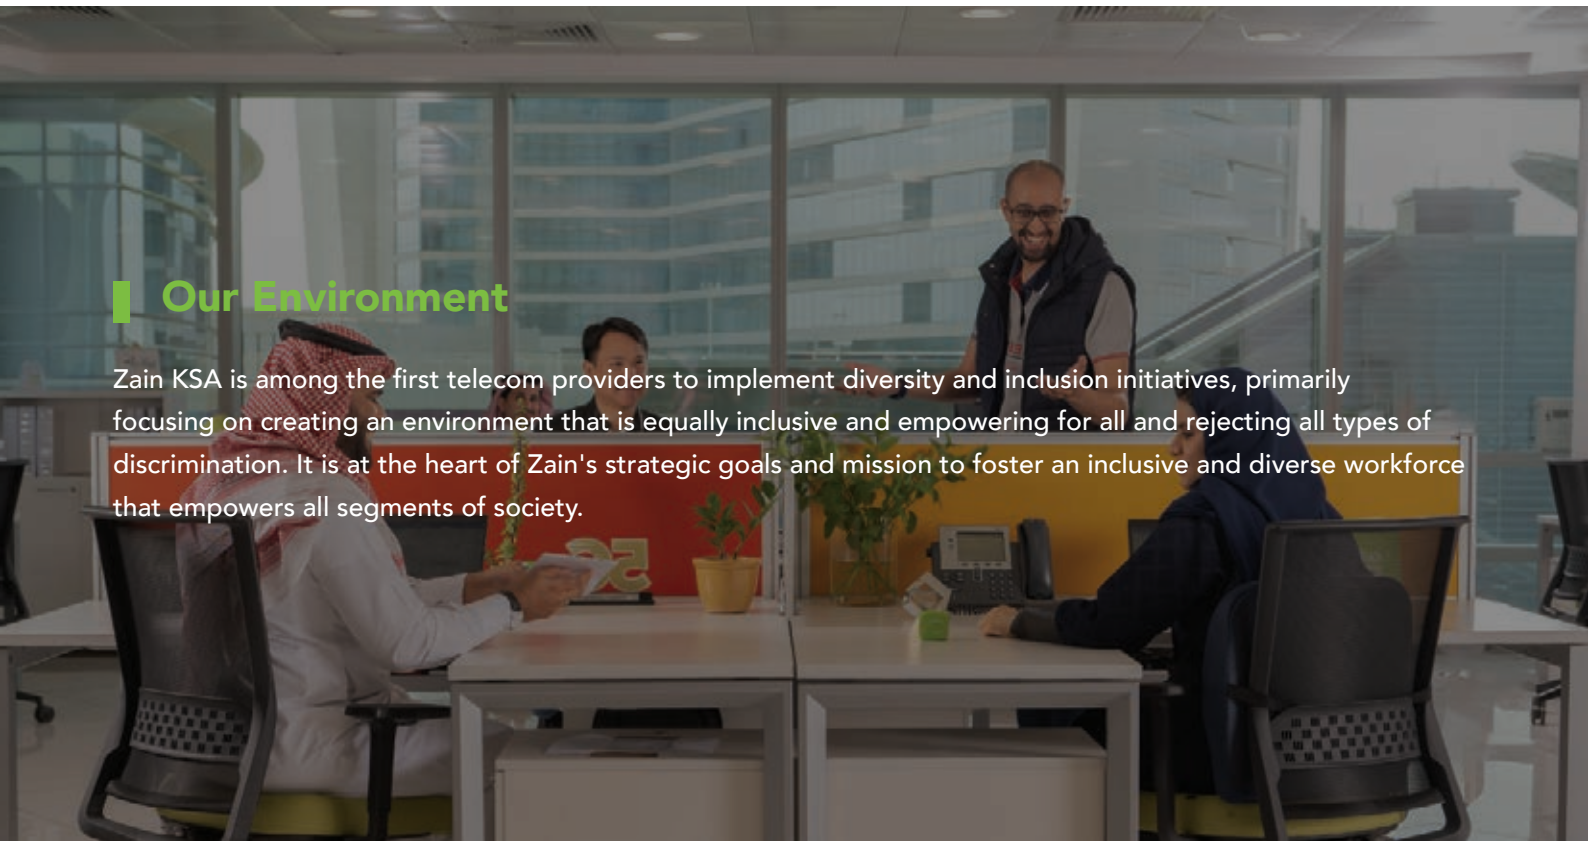 Our Environment
Zain KSA is among the first telecom providers to implement diversity and inclusion initiatives, primarily
focusing on creating an environment that is equally inclusive and empowering for all and rejecting all types of
discrimination. It is at the heart of Zain's strategic goals and mission to foster an inclusive and diverse workforce
that empowers all segments of society.
5G